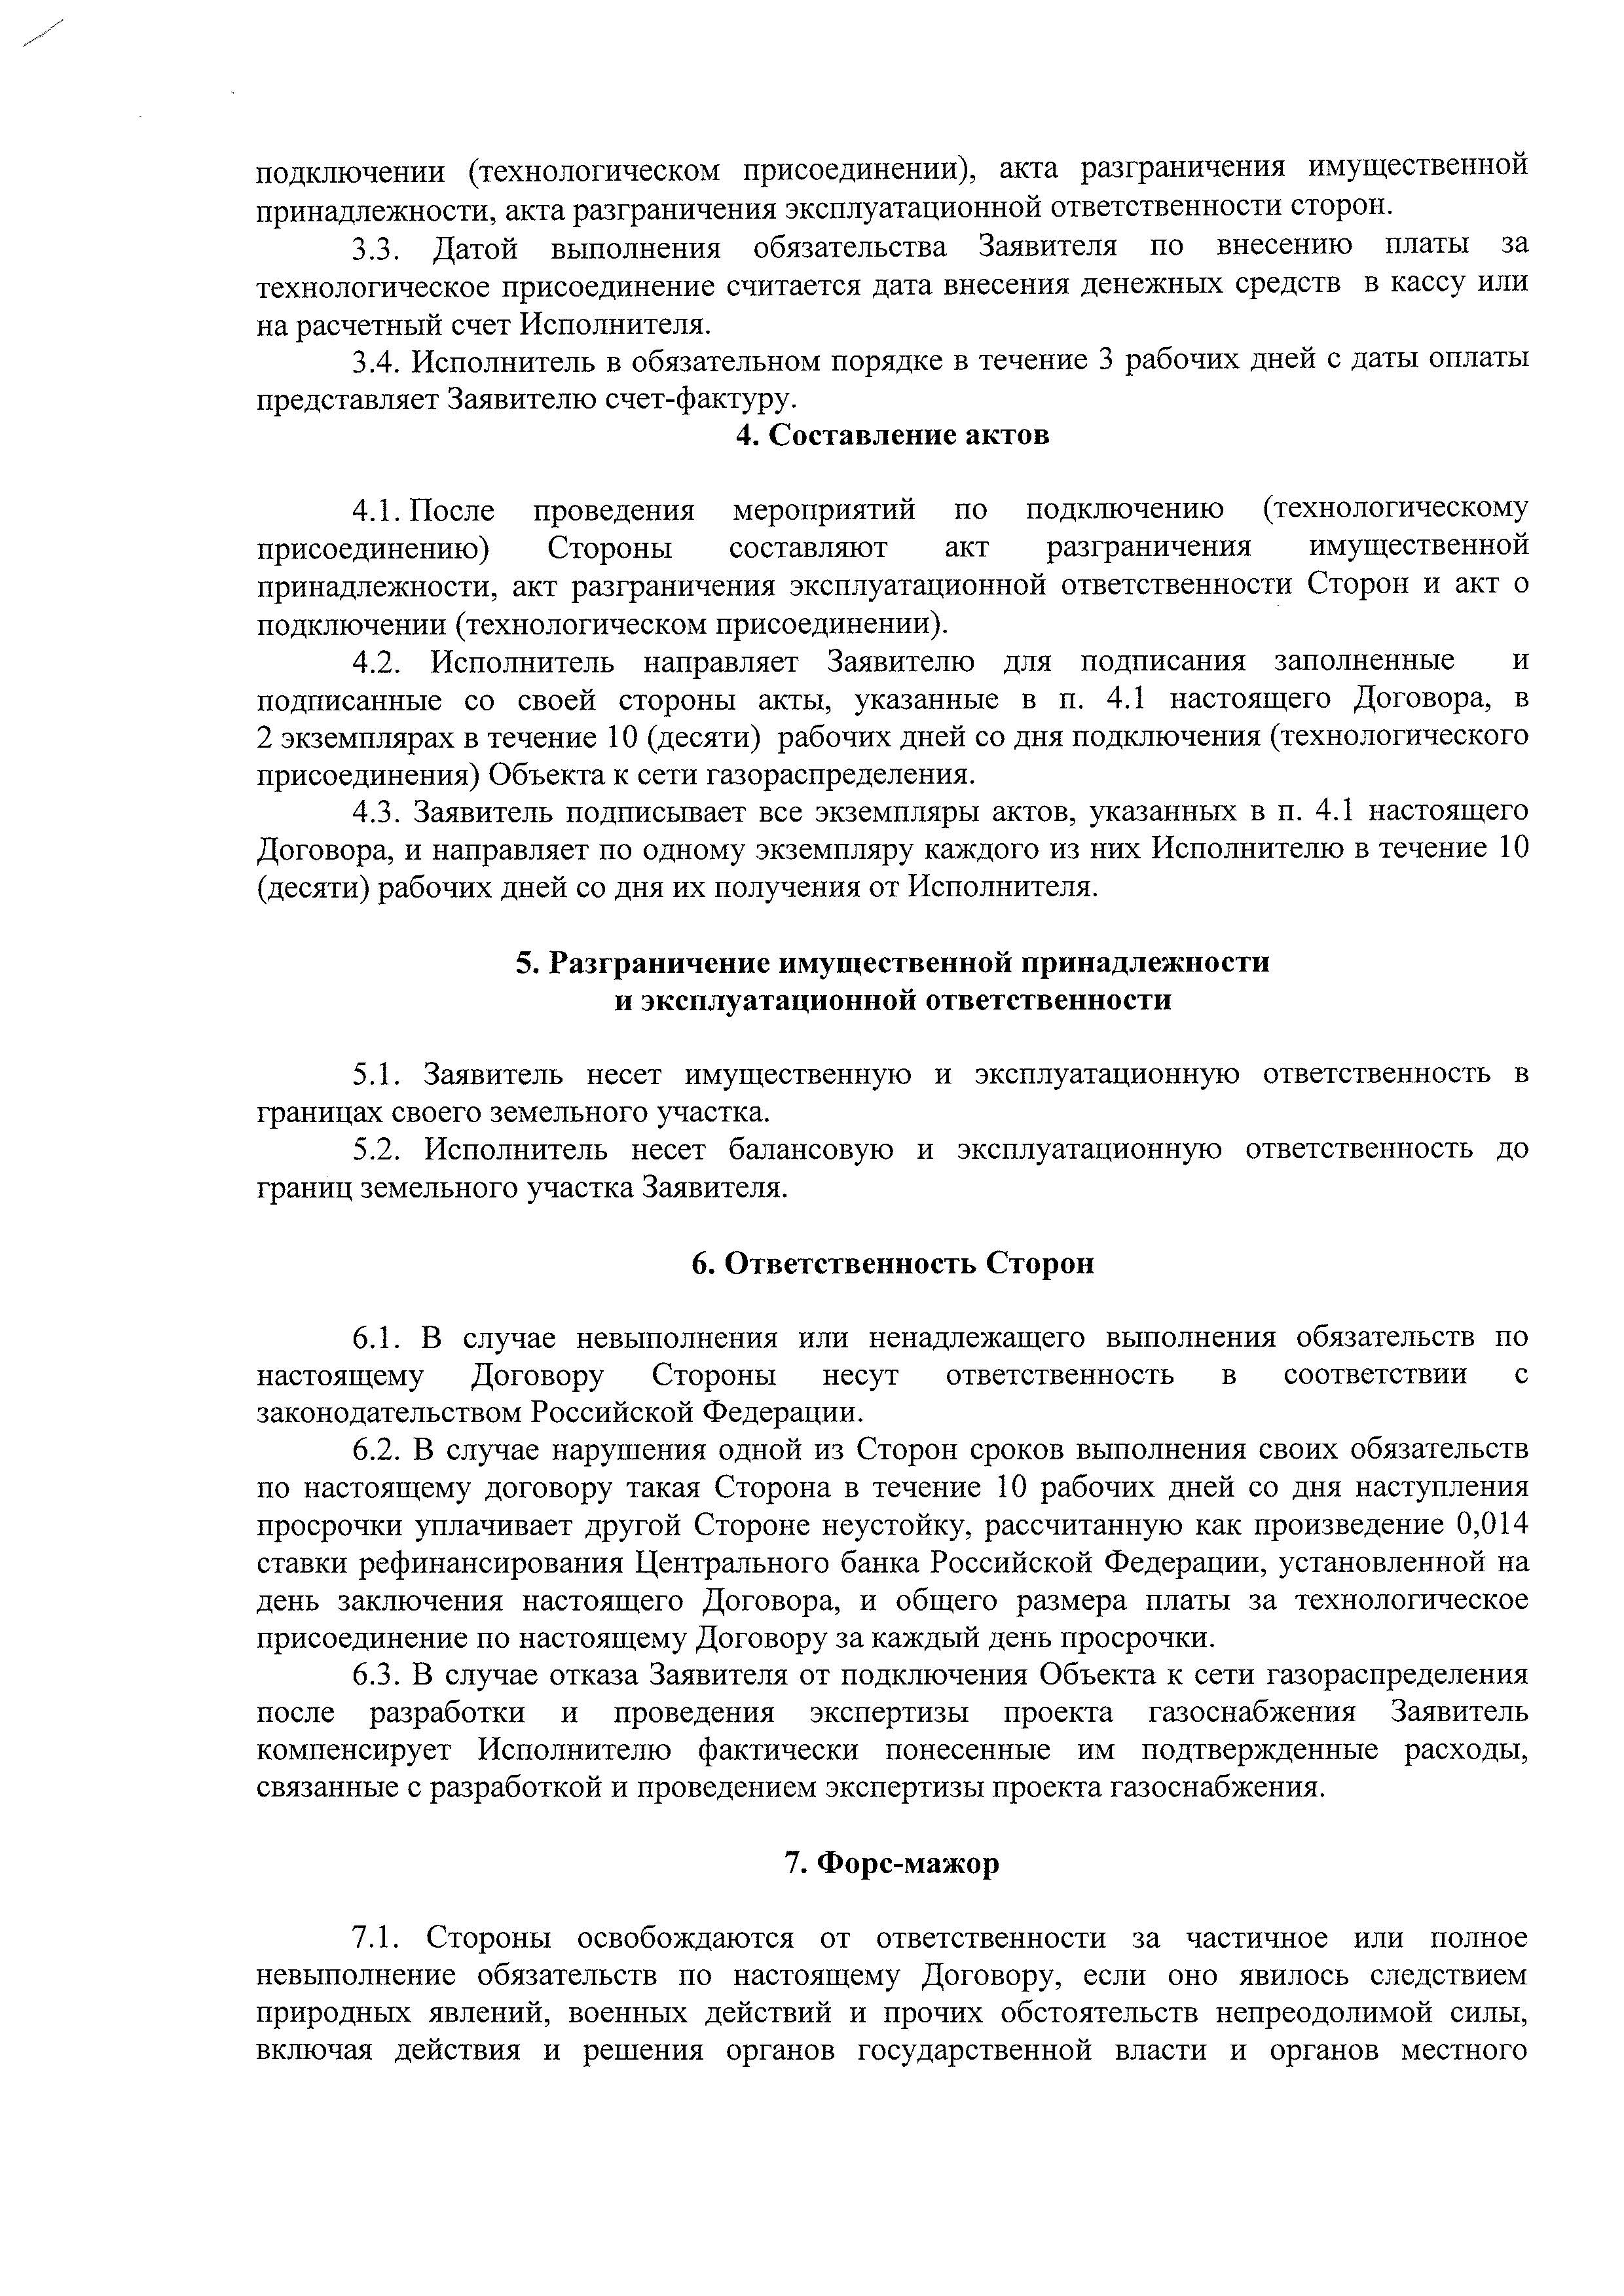 подключении (технологическом присоединении), акта разграничения имущественной
принадлежности, акта разграничения эксплуатационной ответственности сторон.
3.3. Датой выполнения обязательства Заявителя по внесению платы за
технологическое присоединение считается дата внесения денежных средств в кассу или
на расчетный счет Исполнителя.
3.4. Исполнитель в обязательном порядке в течение 3 рабочих дней с даты оплаты
представляет Заявителю счет-фактуру.
4. Составление актов
4.1. После проведения мероприятий по подключению (технологическому
присоединению) Стороны составляют акт разграничения имущественной
принадлежности, акт разграничения эксплуатационной ответственности Сторон и акт о
подключении (технологическом присоединении).
4.2. Исполнитель направляет Заявителю для подписания заполненные и
подписанные со своей стороны акты, указанные в п. 4.1 настоящего Договора, в
2 экземплярах в течение 10 (десяти) рабочих дней со дня подключения (технологического
присоединения) Объекта к сети газораспределения.
4.3. Заявитель подписывает все экземпляры актов, указанных в п. 4.1 настоящего
Договора, и направляет по одному экземпляру каждого из них Исполнителю в течение 10
(десяти) рабочих дней со дня их получения от Исполнителя.
5. Разграничение имущественной принадлежности
и эксплуатационной ответственности
5.1. Заявитель несет имущественную и эксплуатационную ответственность в
границах своего земельного участка.
5.2. Исполнитель несет балансовую и эксплуатационную ответственность до
границ земельного участка Заявителя.
6. Ответственность Сторон
6.1. В случае невыполнения или ненадлежащего выполнения обязательств по
настоящему Договору Стороны несут ответственность в соответствии с
законодательством Российской Федерации.
6.2. В случае нарушения одной из Сторон сроков выполнения своих обязательств
по настоящему договору такая Сторона в течение 10 рабочих дней со дня наступления
просрочки уплачивает другой Стороне неустойку, рассчитанную как произведение 0,014
ставки рефинансирования Центрального банка Российской Федерации, установленной на
день заключения настоящего Договора, и общего размера платы за технологическое
присоединение по настоящему Договору за каждый день просрочки.
6.3. В случае отказа Заявителя от подключения Объекта к сети газораспределения
после разработки и проведения экспертизы проекта газоснабжения Заявитель
компенсирует Исполнителю фактически понесенные им подтвержденные расходы,
связанные с разработкой и проведением экспертизы проекта газоснабжения.
7. Форс-мажор
7.1. Стороны освобождаются от ответственности за частичное или полное
невыполнение обязательств по настоящему Договору, если оно явилось следствием
природных явлений, военных действий и прочих обстоятельств непреодолимой силы,
включая действия и решения органов государственной власти и органов местного